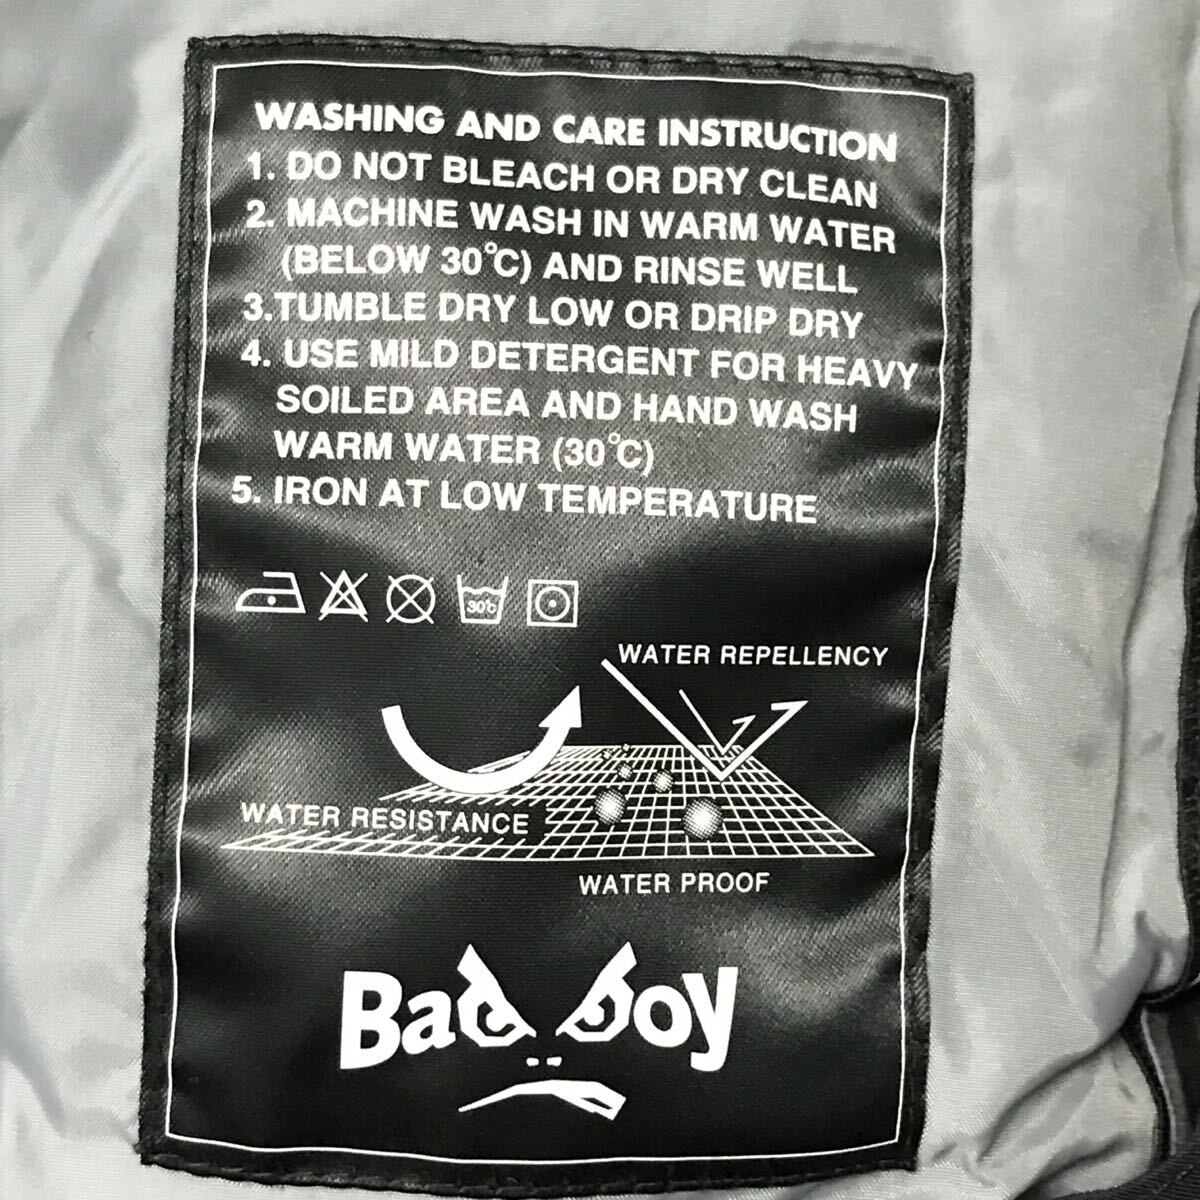 WASHING AND CARE INSTRUCTION
1. DO NOT BLEACH OR DRY CLEAN
2. MACHINE WASH IN WARM WATER
(BELOW 30°C) AND RINSE WELL
3.TUMBLE DRY LOW OR DRIP DRY
4. USE MILD DETERGENT FOR HEAVY
SOILED AREA AND HAND WASH
WARM WATER (30°C)
5. IRON AT LOW TEMPERATURE
30℃
WATER REPELLENCY
WATER RESISTANCE
WATER PROOF
Bad boy